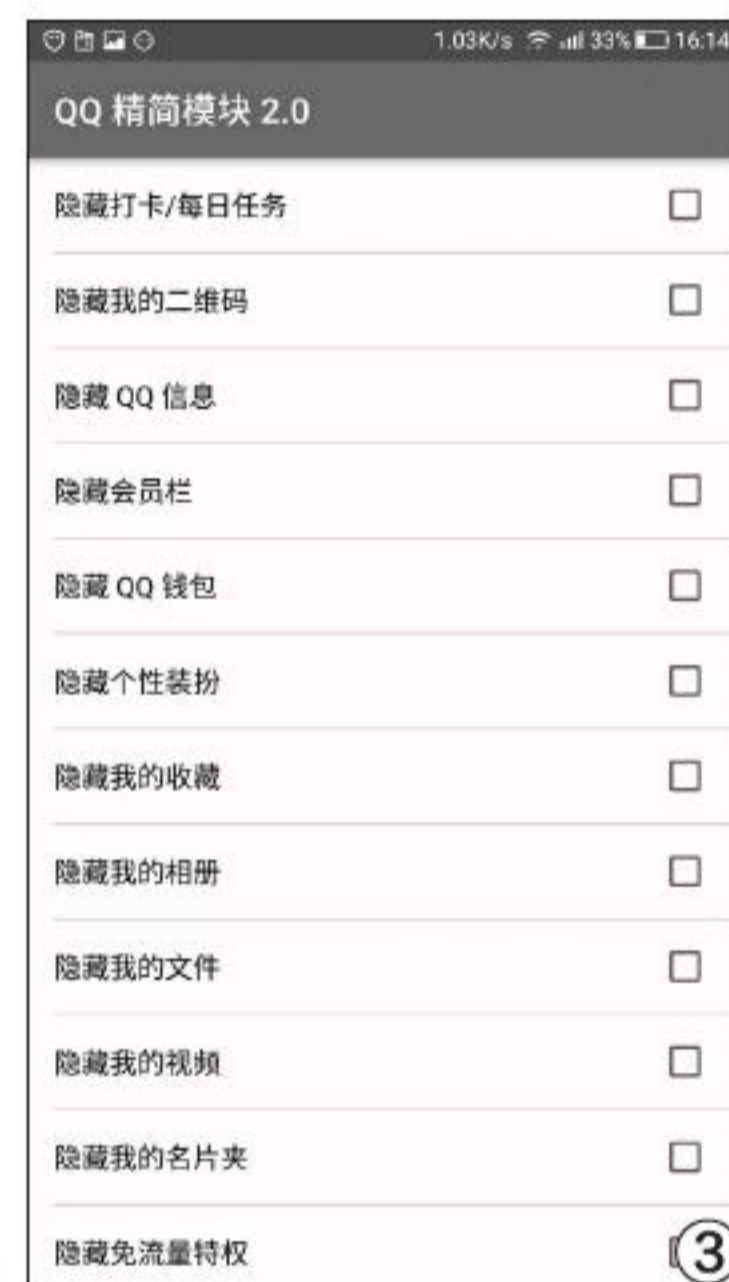 1.03K/s 33% 16:14
QQ 精简模块 2.0
隐藏打卡/每日任务
隐藏我的二维码
隐藏 QQ 信息
隐藏会员栏
隐藏 QQ 钱包
隐藏个性装扮
隐藏我的收藏
隐藏我的相册
隐藏我的文件
隐藏我的视频
隐藏我的名片夹
隐藏免流量特权
③